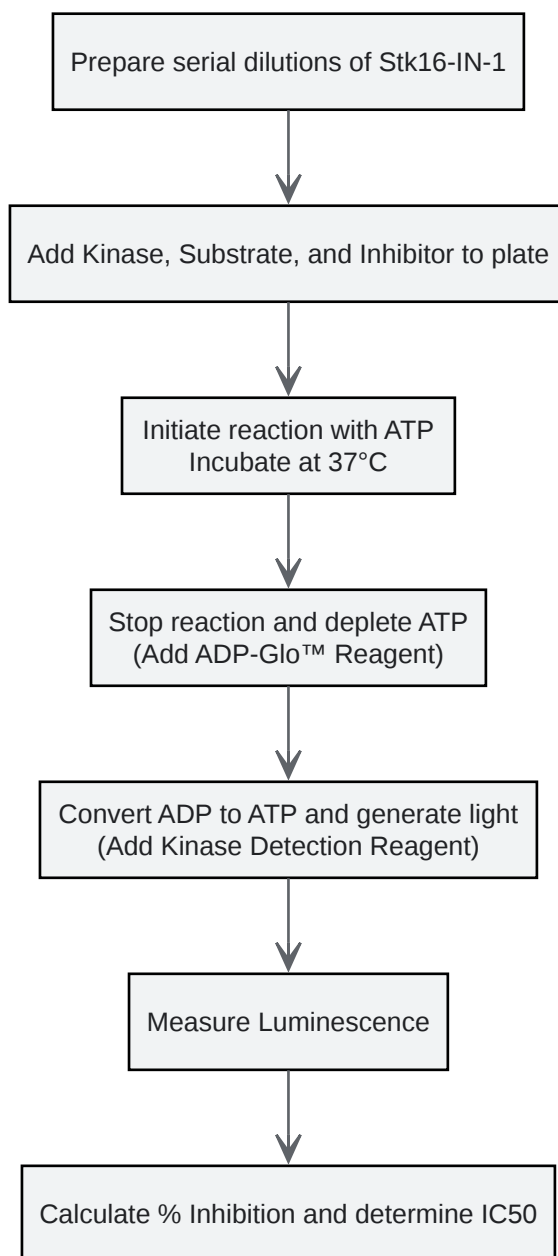 Prepare serial dilutions of Stk16-IN-1
Add Kinase, Substrate, and Inhibitor to plate
Initiate reaction with ATP
Incubate at 37°C
Stop reaction and deplete ATP
(Add ADP-Glo™ Reagent)
Convert ADP to ATP and generate light
(Add Kinase Detection Reagent)
Measure Luminescence
Calculate % Inhibition and determine IC50